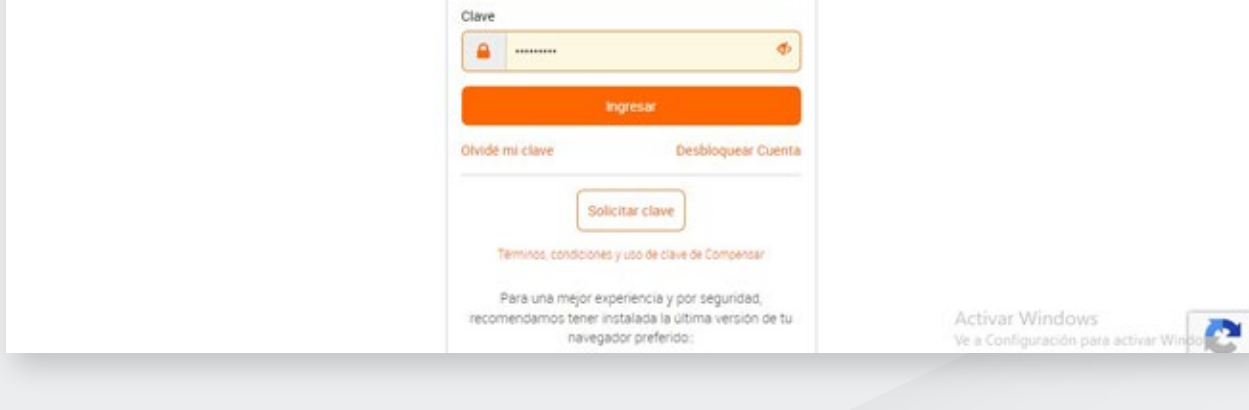 Clave
.........
Ingresar
Olvidé mi clave Desbloquear Cuenta
Solicitar clave
Términos, condiciones y uso de clave de Compensar
Para una mejor experiencia y por seguridad,
recomendamos tener instalada la última versión de tu
navegador preferido:
Activar Windows
Ve a Configuración para activar Windo